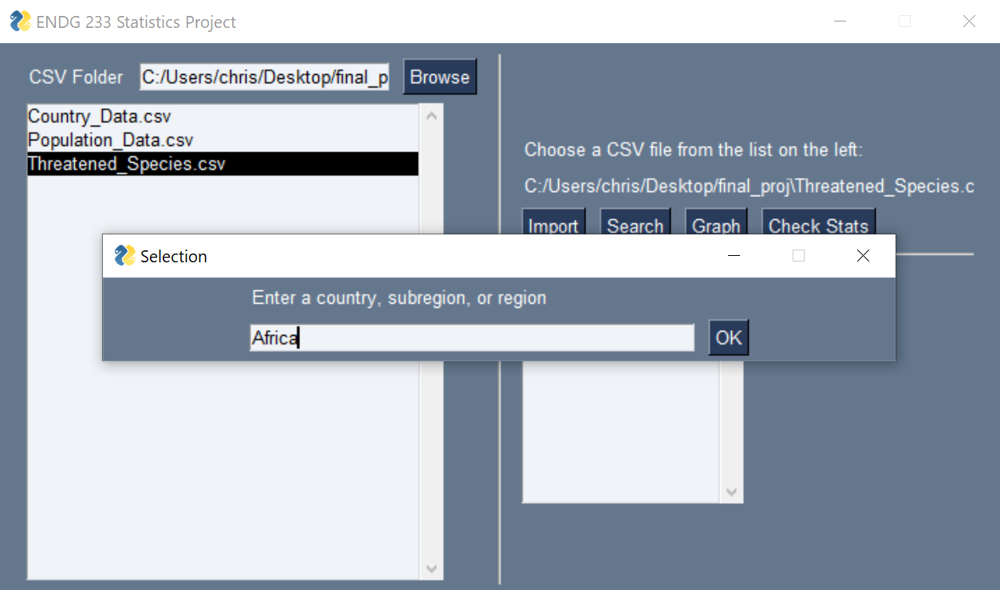 ENDG 233 Statistics Project
CSV Folder C:/Users/chris/Desktop/final_p Browse
Country_Data.csv
Population_Data.csv
Threatened_Species.csv
Choose a CSV file from the list on the left:
C:/Users/chris/Desktop/final_proj\Threatened_Species.c
Import Search Graph Check Stats
Selection
Enter a country, subregion, or region
Africa OK